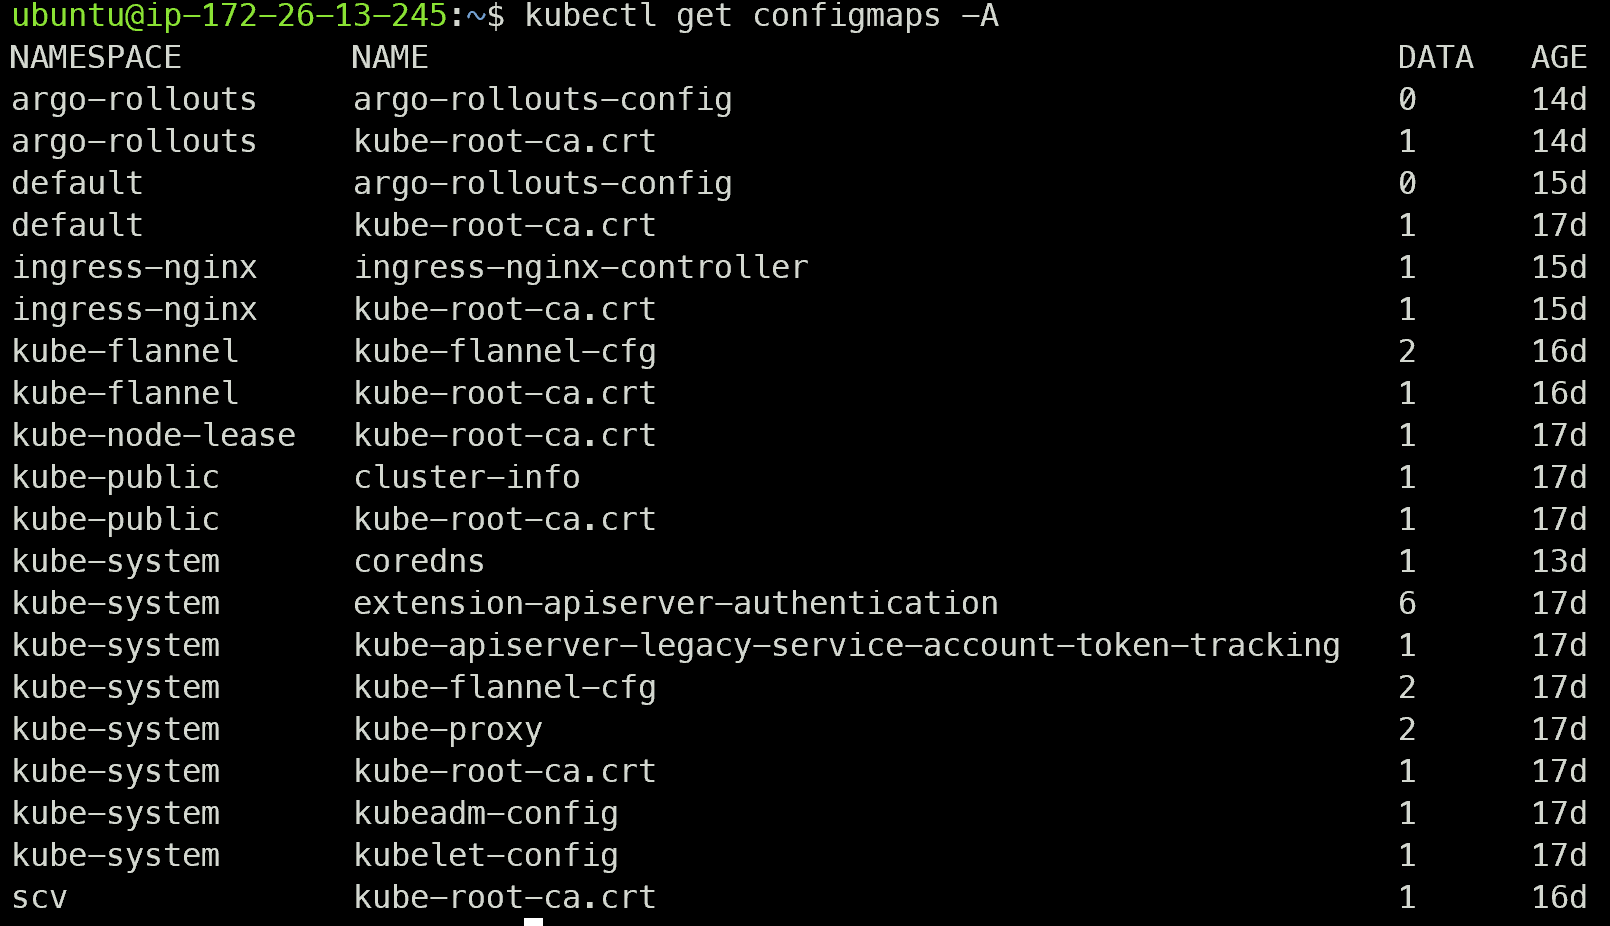 ubuntu@ip-172-26-13-245:~$ kubectl get configmaps -A
NAMESPACE NAME DATA AGE
argo-rollouts argo-rollouts-config 0 14d
argo-rollouts kube-root-ca.crt 1 14d
default argo-rollouts-config 0 15d
default kube-root-ca.crt 1 17d
ingress-nginx ingress-nginx-controller 1 15d
ingress-nginx kube-root-ca.crt 1 15d
kube-flannel kube-flannel-cfg 2 16d
kube-flannel kube-root-ca.crt 1 16d
kube-node-lease kube-root-ca.crt 1 17d
kube-public cluster-info 1 17d
kube-public kube-root-ca.crt 1 17d
kube-system coredns 1 13d
kube-system extension-apiserver-authentication 6 17d
kube-system kube-apiserver-legacy-service-account-token-tracking 1 17d
kube-system kube-flannel-cfg 2 17d
kube-system kube-proxy 2 17d
kube-system kube-root-ca.crt 1 17d
kube-system kubeadm-config 1 17d
kube-system kubelet-config 1 17d
scv kube-root-ca.crt 1 16d